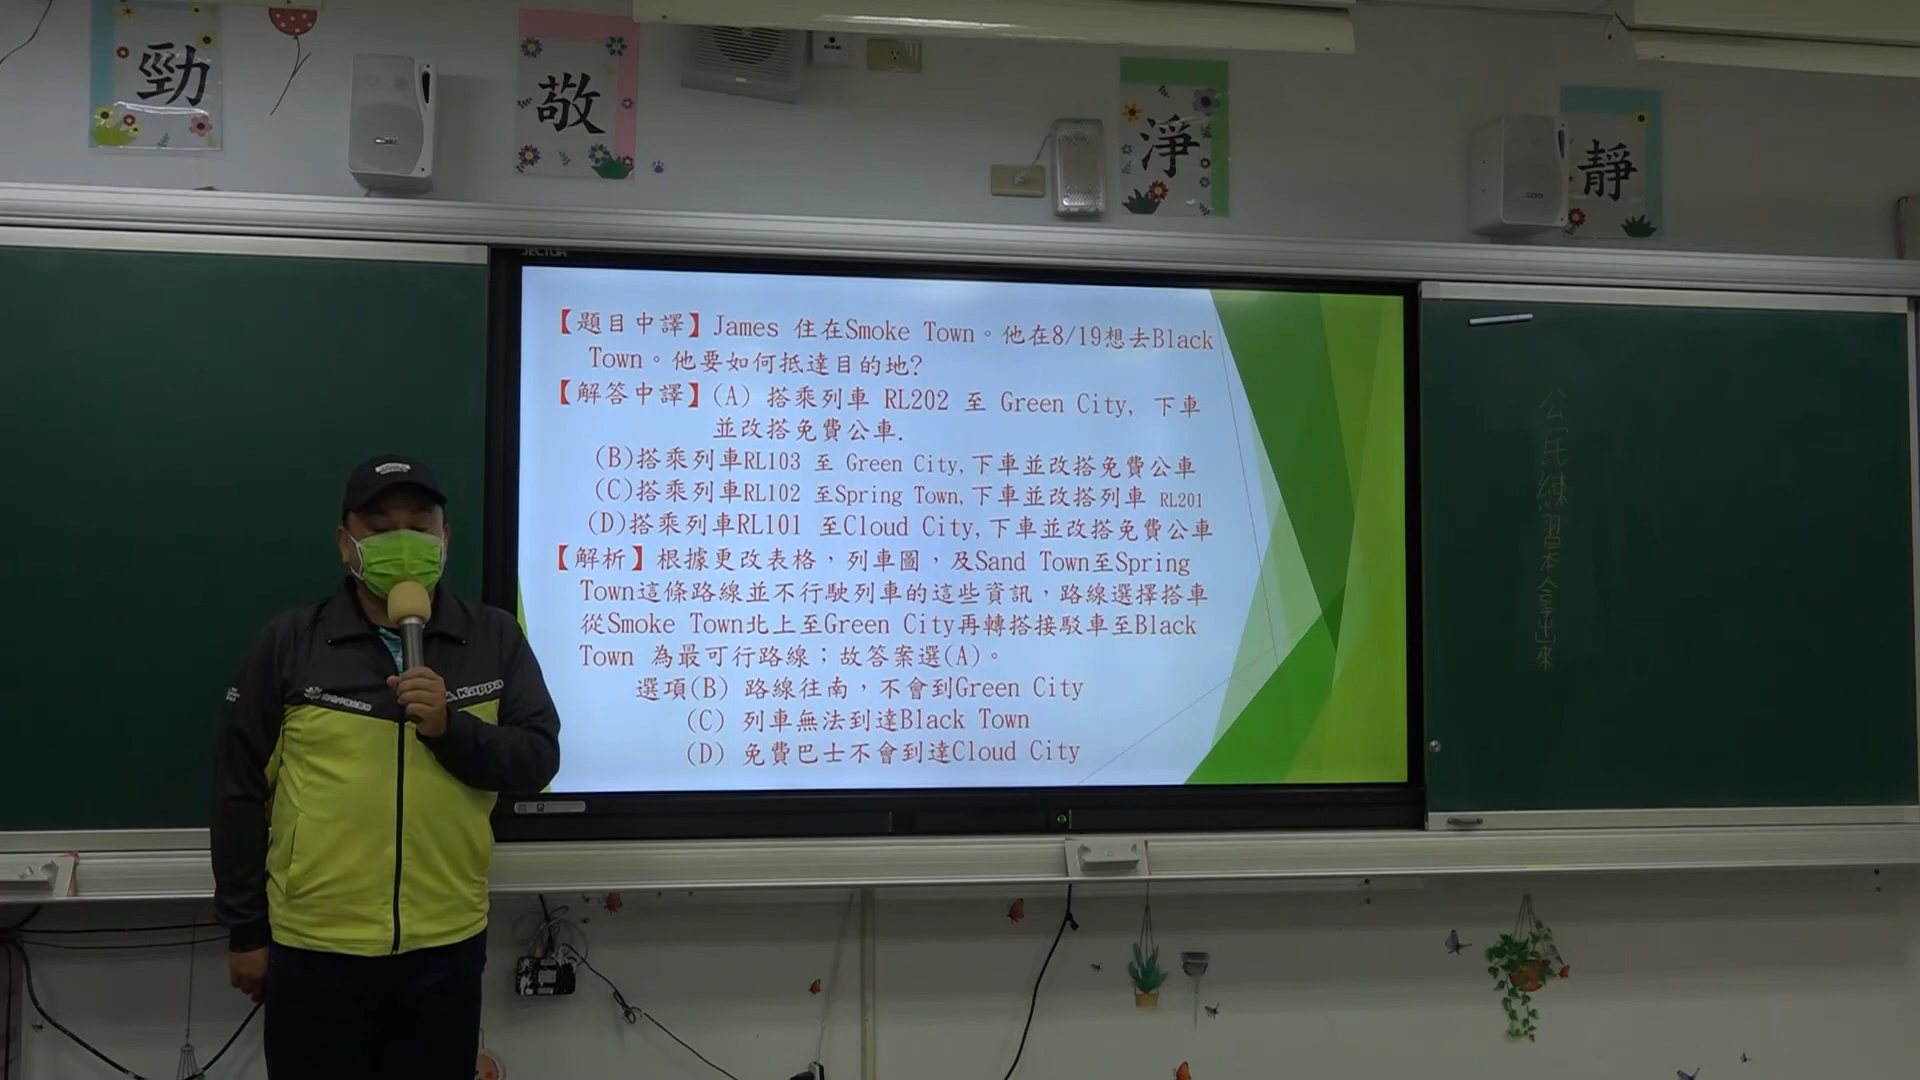 勁
敬
淨
靜
JECTOR
【題目中譯】James 住在Smoke Town。他在8/19想去Black
Town。他要如何抵達目的地?
【解答中譯】(A) 搭乘列車 RL202 至 Green City, 下車
並改搭免費公車.
(B)搭乘列車RL103 至 Green City,下車並改搭免費公車
(C)搭乘列車RL102 至Spring Town,下車並改搭列車 RL201
(D)搭乘列車RL101 至Cloud City,下車並改搭免費公車
【解析】根據更改表格，列車圖，及Sand Town至Spring
Town這條路線並不行駛列車的這些資訊，路線選擇搭車
從Smoke Town北上至Green City再轉搭接駁車至Black
Town 為最可行路線；故答案選(A)。
選項(B) 路線往南，不會到Green City
(C) 列車無法到達Black Town
(D) 免費巴士不會到達Cloud City
公民練習本拿出來
Kappa